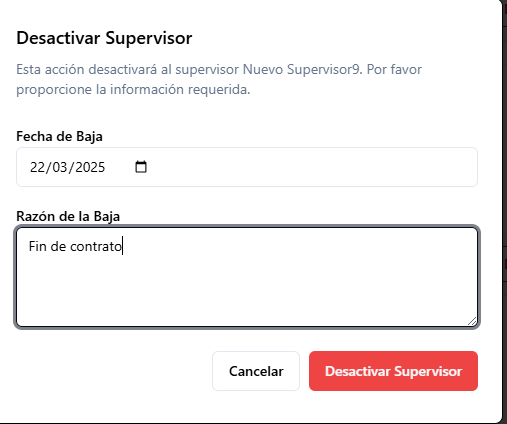 Desactivar Supervisor
Esta acción desactivará al supervisor Nuevo Supervisor9. Por favor
proporcione la información requerida.
Fecha de Baja
22/03/2025
Razón de la Baja
Fin de contrato
Cancelar
Desactivar Supervisor